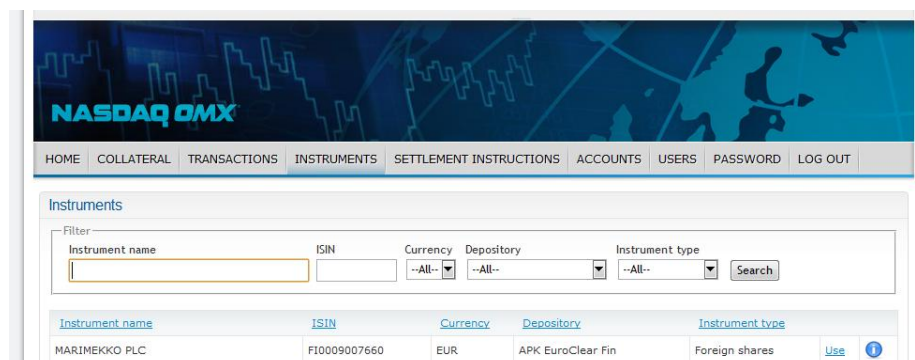 NASDAQ OMX
HOME COLLATERAL TRANSACTIONS INSTRUMENTS SETTLEMENT INSTRUCTIONS ACCOUNTS USERS PASSWORD LOG OUT
Instruments
Filter
Instrument name ISIN Currency Depository Instrument type
--All-- --All-- --All-- Search
Instrument name ISIN Currency Depository Instrument type
MARIMEKKO PLC FI0009007660 EUR APK EuroClear Fin Foreign shares Use i